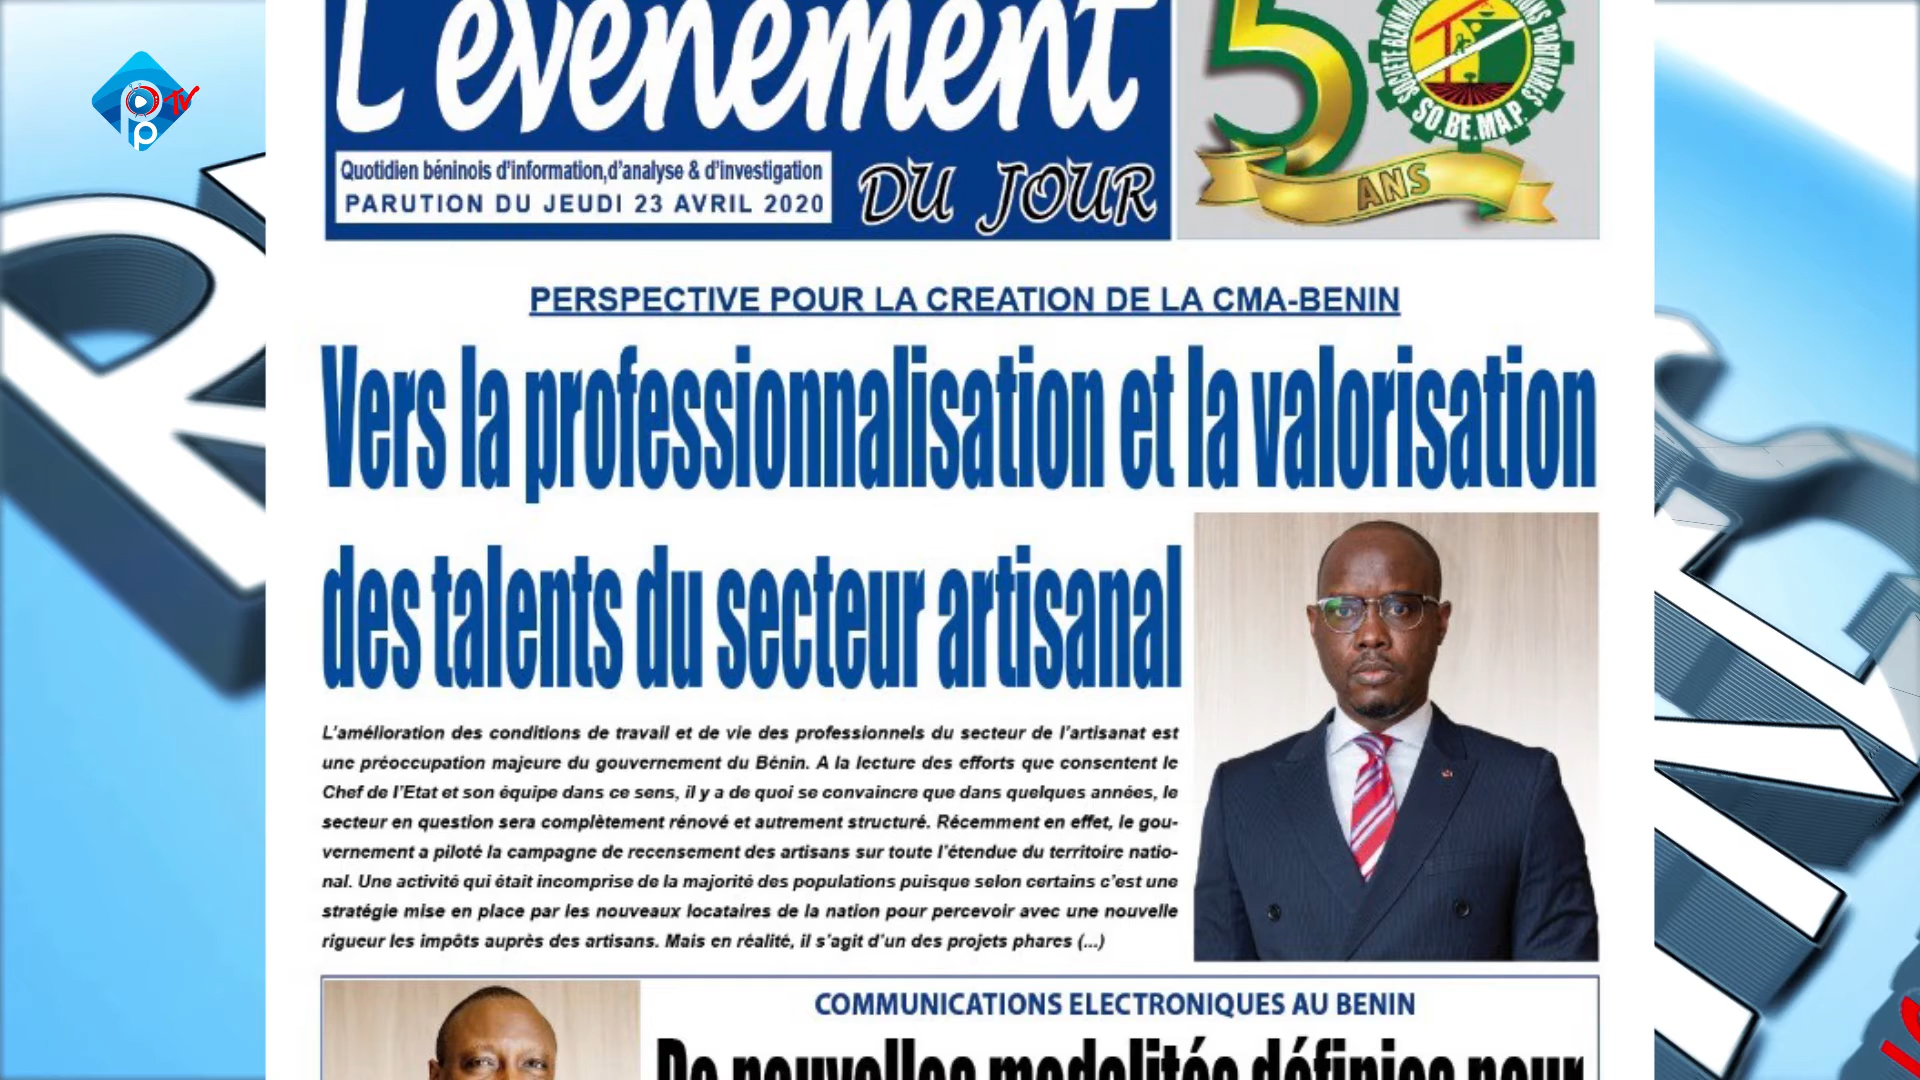 L'évènement
DU JOUR
Quotidien béninois d'information,d'analyse & d'investigation
PARUTION DU JEUDI 23 AVRIL 2020
50
ANS
SO.BE.MA.P.
TV
PERSPECTIVE POUR LA CREATION DE LA CMA-BENIN
Vers la professionnalisation et la valorisation
des talents du secteur artisanal
L'amélioration des conditions de travail et de vie des professionnels du secteur de l'artisanat est
une préoccupation majeure du gouvernement du Bénin. A la lecture des efforts que consentent le
Chef de l'Etat et son équipe dans ce sens, il y a de quoi se convaincre que dans quelques années, le
secteur en question sera complètement rénové et autrement structuré. Récemment en effet, le gou-
vernement a piloté la campagne de recensement des artisans sur toute l'étendue du territoire natio-
nal. Une activité qui était incomprise de la majorité des populations puisque selon certains c'est une
stratégie mise en place par les nouveaux locataires de la nation pour percevoir avec une nouvelle
rigueur les impôts auprès des artisans. Mais en réalité, il s'agit d'un des projets phares (...)
COMMUNICATIONS ELECTRONIQUES AU BENIN
De nouvelles modalités définies pour